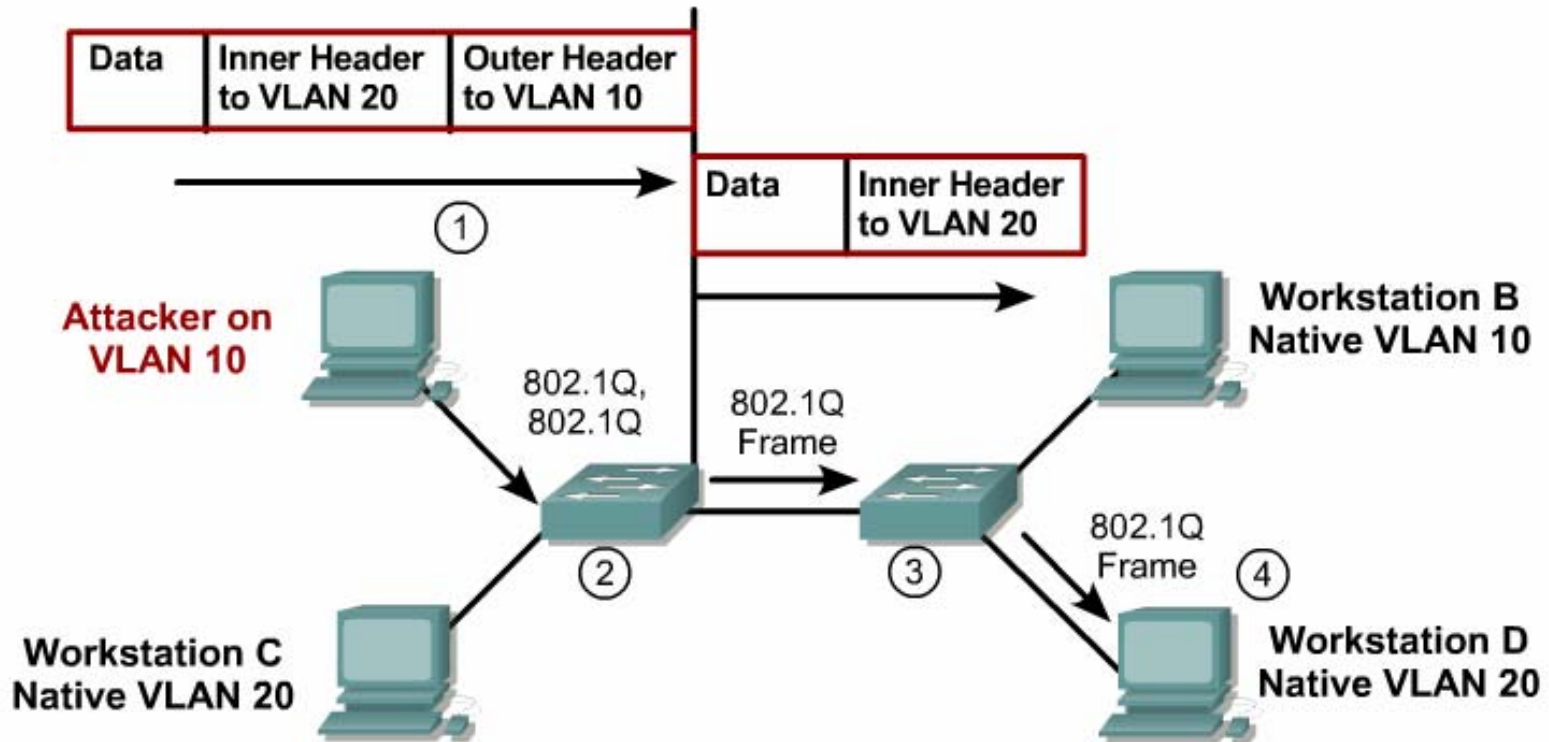 Data
Inner Header
to VLAN 20
Outer Header
to VLAN 10
Data
Inner Header
to VLAN 20
1
Attacker on
VLAN 10
802.1Q,
802.1Q
802.1Q
Frame
Workstation B
Native VLAN 10
2
3
802.1Q
Frame
4
Workstation C
Native VLAN 20
Workstation D
Native VLAN 20